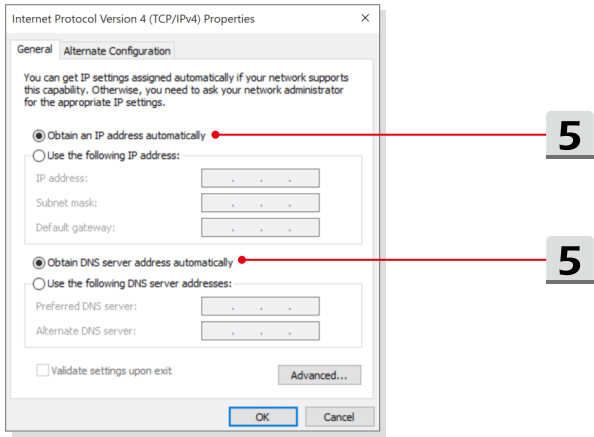 Internet Protocol Version 4 (TCP/IPv4) Properties
General
Alternate Configuration
You can get IP settings assigned automatically if your network supports
this capability. Otherwise, you need to ask your network administrator
for the appropriate IP settings.
Obtain an IP address automatically
5
Use the following IP address:
IP address:
Subnet mask:
Default gateway:
Obtain DNS server address automatically
5
Use the following DNS server addresses:
Preferred DNS server:
Alternate DNS server:
Validate settings upon exit
Advanced...
OK
Cancel